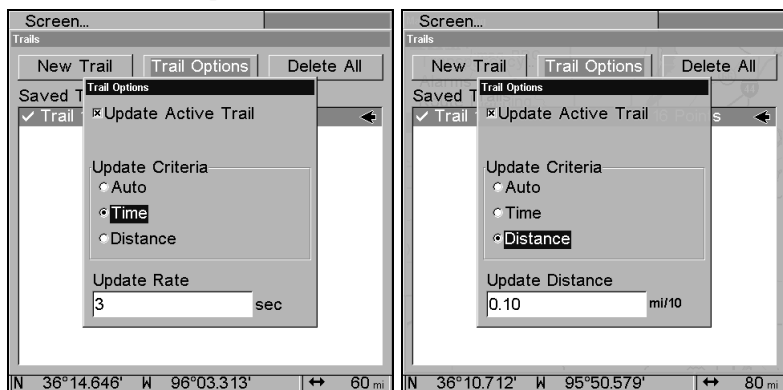 Screen...
Trails
New Trail Trail Options Delete All
Saved T
Trail Options
Update Active Trail
Trail
Update Criteria
Auto
Time
Distance
Update Rate
3 sec
N 36°14.646' W 96°03.313' ↔ 60 mi
Screen...
Trails
New Trail Trail Options Delete All
Alarms
Saved T
Trail Options
Update Active Trail
Trail s
Update Criteria
Auto
Time
Distance
Update Distance
0.10 mi/10
N 36°10.712' W 95°50.579' ↔ 80 mi